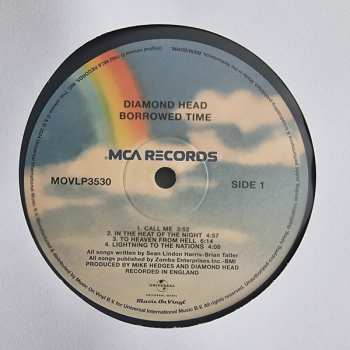 DIAMOND HEAD
BORROWED TIME
MCA RECORDS
MOVLP3530
SIDE 1
1. CALL ME 3:52
2. IN THE HEAT OF THE NIGHT 4:57
3. TO HEAVEN FROM HELL 6:14
4. LIGHTNING TO THE NATIONS 4:08
All songs written by Sean Lindon Harris-Brian Tatler
All songs published by Zomba Enterprises Inc.-BMI
PRODUCED BY MIKE HEDGES AND DIAMOND HEAD
RECORDED IN ENGLAND
UNIVERSAL
UNIVERSAL MUSIC
Music On Vinyl